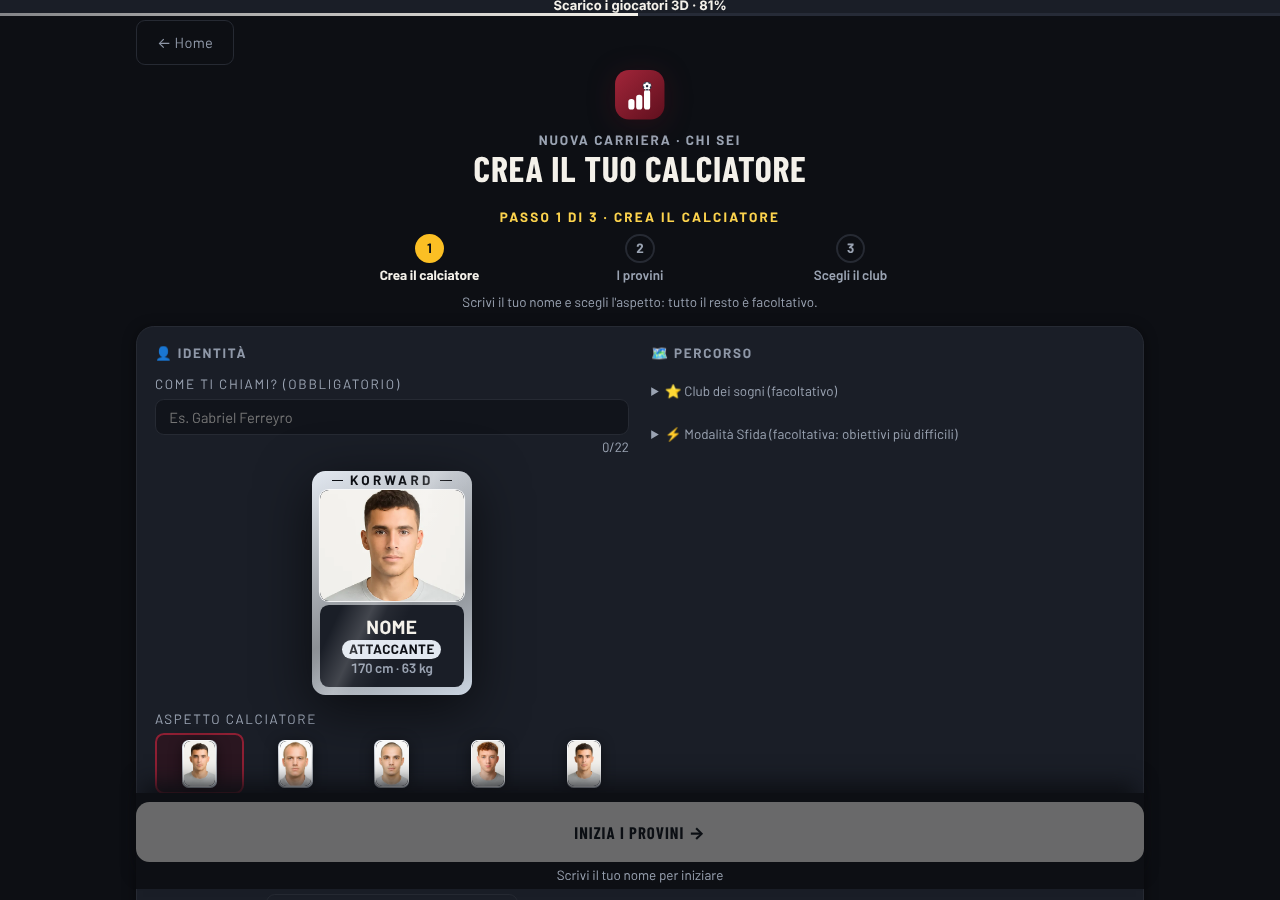 Scarico i giocatori 3D · 81%
← Home
NUOVA CARRIERA · CHI SEI
CREA IL TUO CALCIATORE
PASSO 1 DI 3 · CREA IL CALCIATORE
1
2
3
Crea il calciatore
I provini
Scegli il club
Scrivi il tuo nome e scegli l'aspetto: tutto il resto è facoltativo.
👤 IDENTITÀ
COME TI CHIAMI? (OBBLIGATORIO)
Es. Gabriel Ferreyro
0/22
— KORWARD —
NOME
ATTACCANTE
170 cm · 63 kg
ASPETTO CALCIATORE
🗺️ PERCORSO
▶ ⭐ Club dei sogni (facoltativo)
▶ ⚡ Modalità Sfida (facoltativa: obiettivi più difficili)
INIZIA I PROVINI →
Scrivi il tuo nome per iniziare